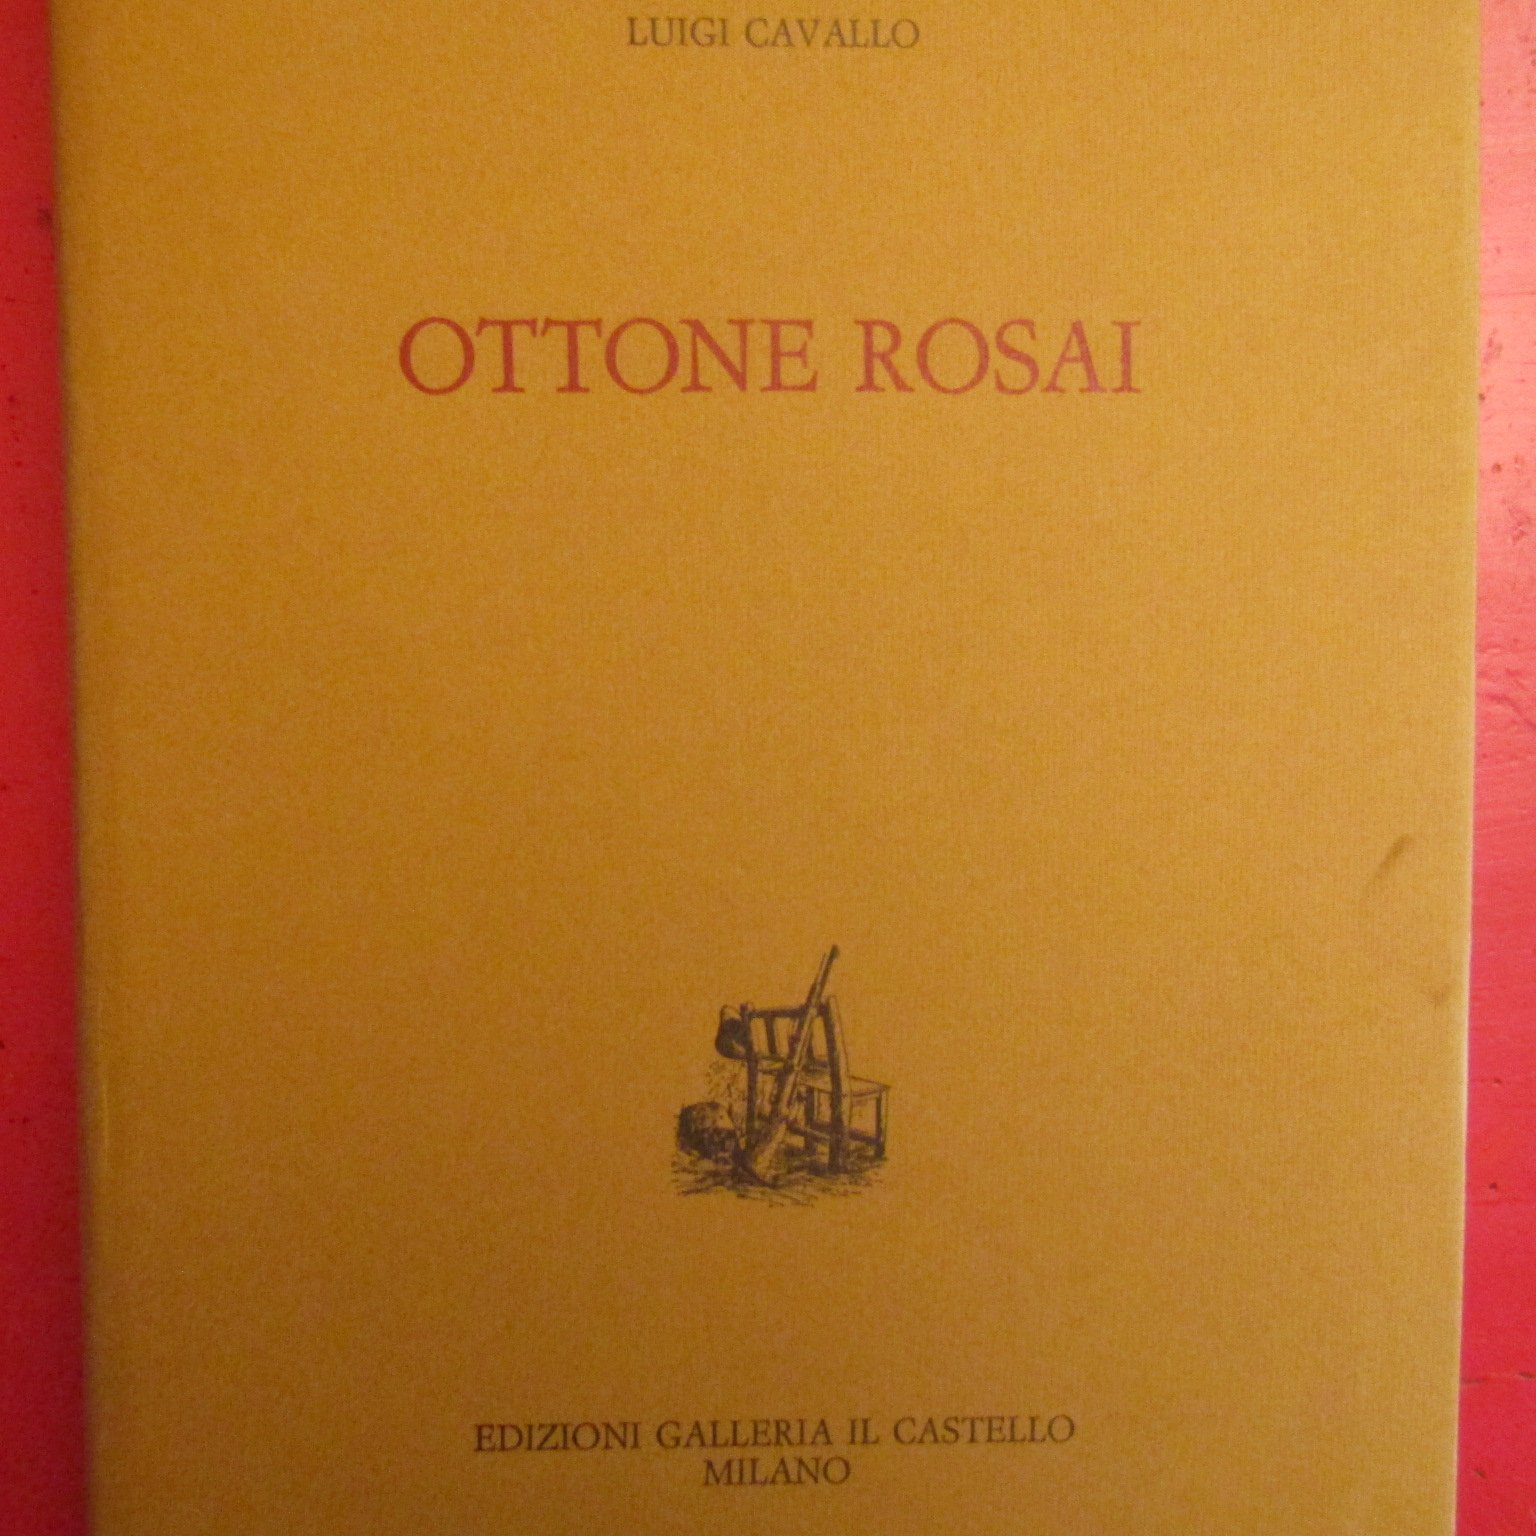 LUIGI CAVALLO
OTTONE ROSAI
EDIZIONI GALLERIA IL CASTELLO
MILANO